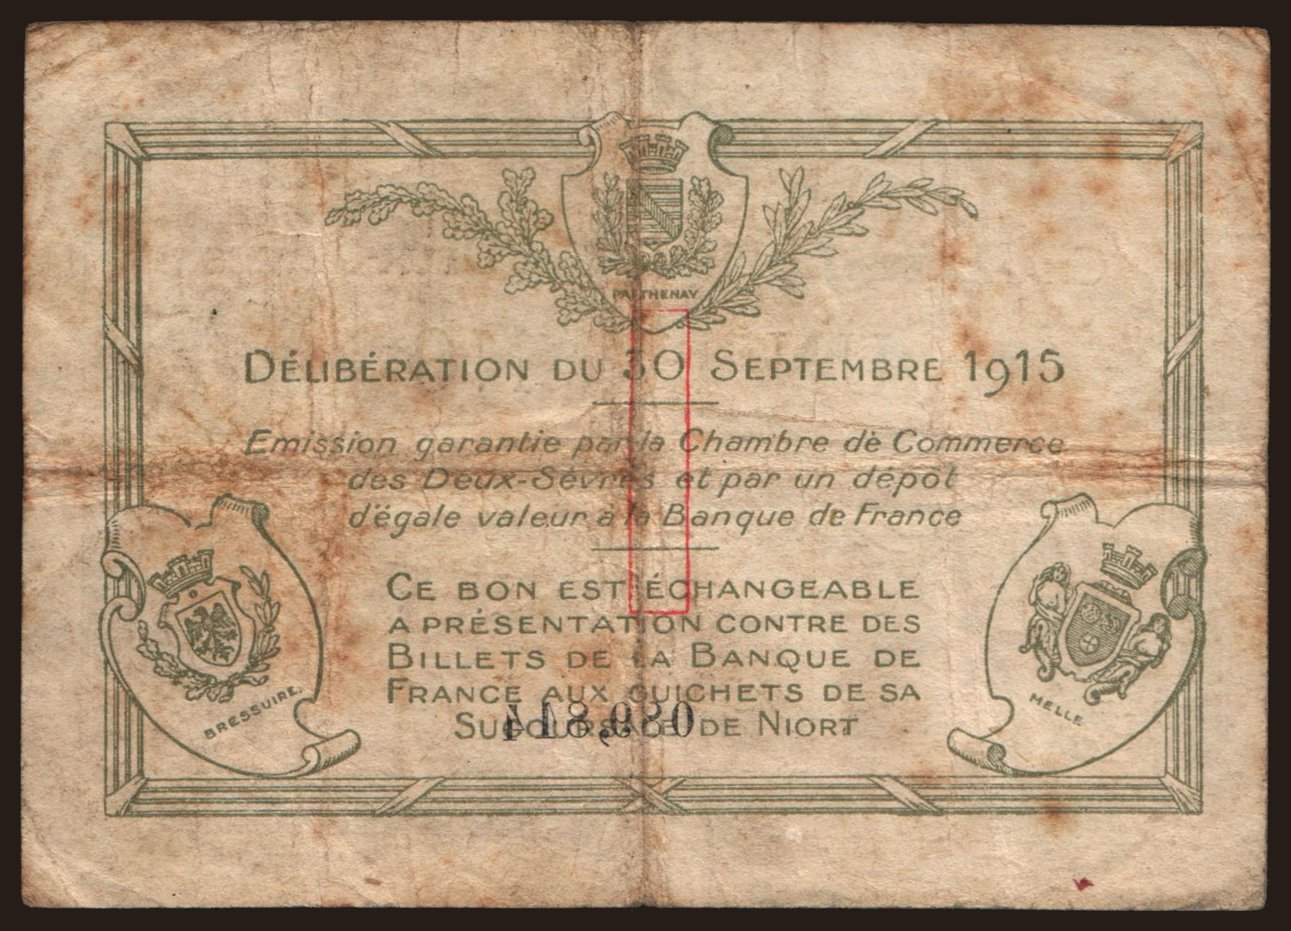 PARTHENAY
DÉLIBÉRATION DU 30 SEPTEMBRE 1915
Emission garantie par la Chambre de Commerce
des Deux-Sèvres et par un dépôt
d'égale valeur à la Banque de France
CE BON EST ÉCHANGEABLE
A PRÉSENTATION CONTRE DES
BILLETS DE LA BANQUE DE
FRANCE AUX GUICHETS DE SA
SUCCURSALE DE NIORT
BRESSUIRE.
MELLE